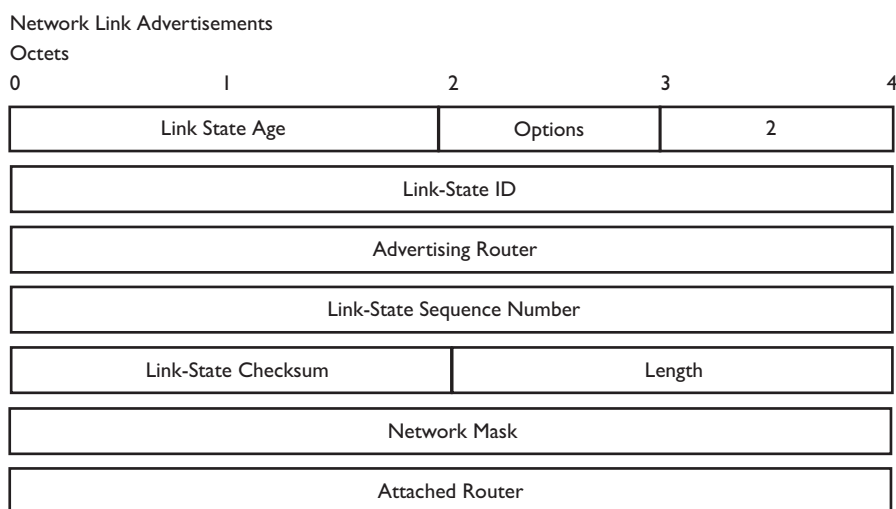 Network Link Advertisements
Octets
0 1 2 3 4
Link State Age Options 2
Link-State ID
Advertising Router
Link-State Sequence Number
Link-State Checksum Length
Network Mask
Attached Router